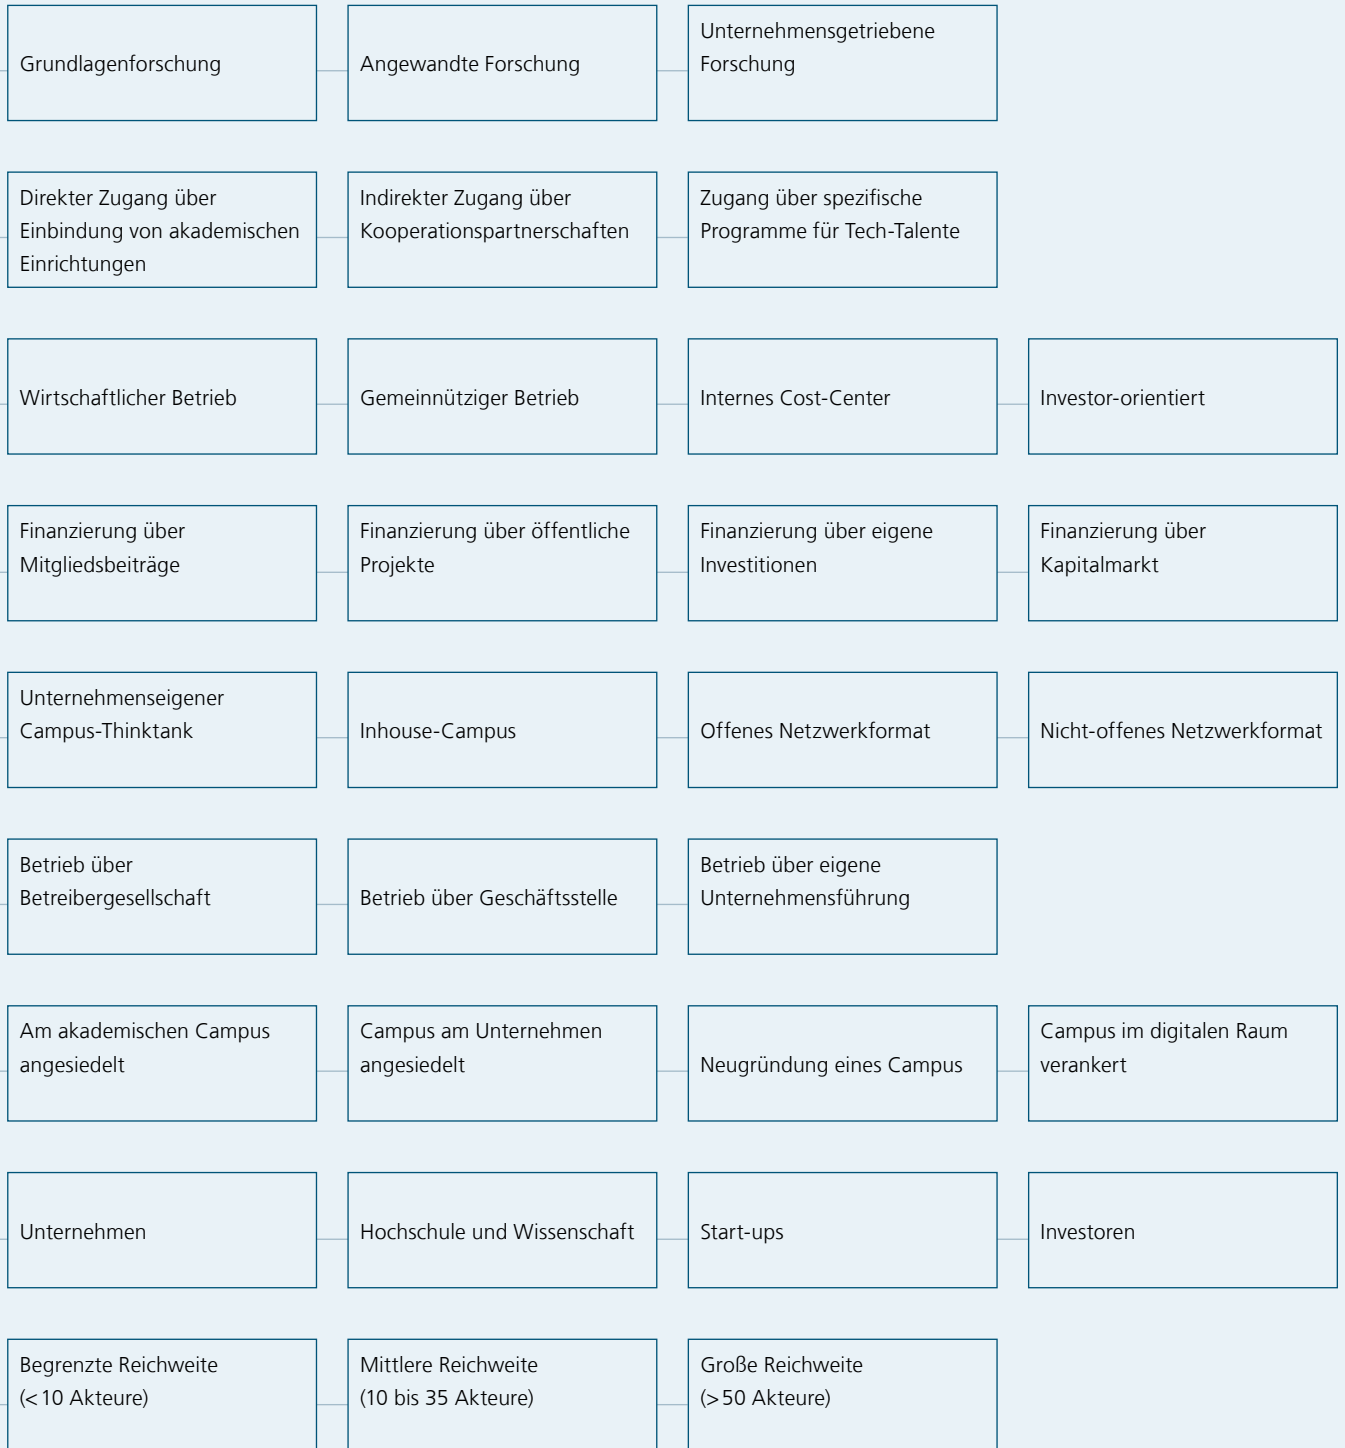 Grundlagenforschung
Angewandte Forschung
Unternehmensgetriebene
Forschung
Direkter Zugang über
Einbindung von akademischen
Einrichtungen
Indirekter Zugang über
Kooperationspartnerschaften
Zugang über spezifische
Programme für Tech-Talente
Wirtschaftlicher Betrieb
Gemeinnütziger Betrieb
Internes Cost-Center
Investor-orientiert
Finanzierung über
Mitgliedsbeiträge
Finanzierung über öffentliche
Projekte
Finanzierung über eigene
Investitionen
Finanzierung über
Kapitalmarkt
Unternehmenseigener
Campus-Thinktank
Inhouse-Campus
Offenes Netzwerkformat
Nicht-offenes Netzwerkformat
Betrieb über
Betreibergesellschaft
Betrieb über Geschäftsstelle
Betrieb über eigene
Unternehmensführung
Am akademischen Campus
angesiedelt
Campus am Unternehmen
angesiedelt
Neugründung eines Campus
Campus im digitalen Raum
verankert
Unternehmen
Hochschule und Wissenschaft
Start-ups
Investoren
Begrenzte Reichweite
(<10 Akteure)
Mittlere Reichweite
(10 bis 35 Akteure)
Große Reichweite
(>50 Akteure)